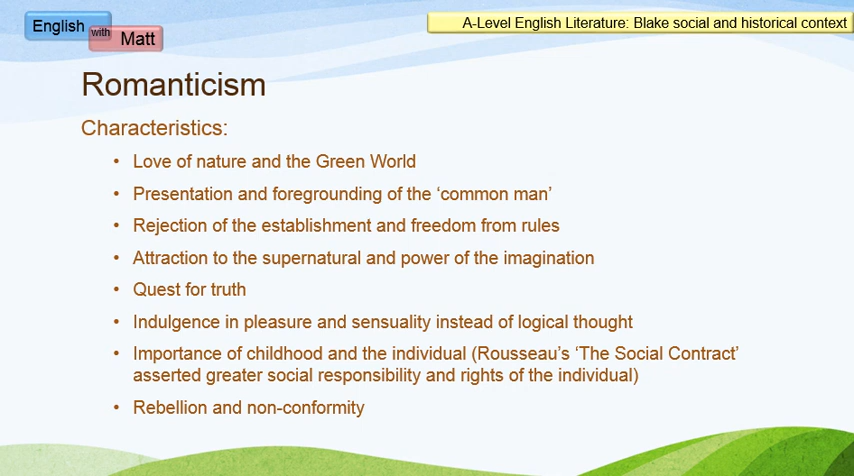 English with Matt
A-Level English Literature: Blake social and historical context
Romanticism
Characteristics:
• Love of nature and the Green World
• Presentation and foregrounding of the ‘common man’
• Rejection of the establishment and freedom from rules
• Attraction to the supernatural and power of the imagination
• Quest for truth
• Indulgence in pleasure and sensuality instead of logical thought
• Importance of childhood and the individual (Rousseau’s ‘The Social Contract’
asserted greater social responsibility and rights of the individual)
• Rebellion and non-conformity